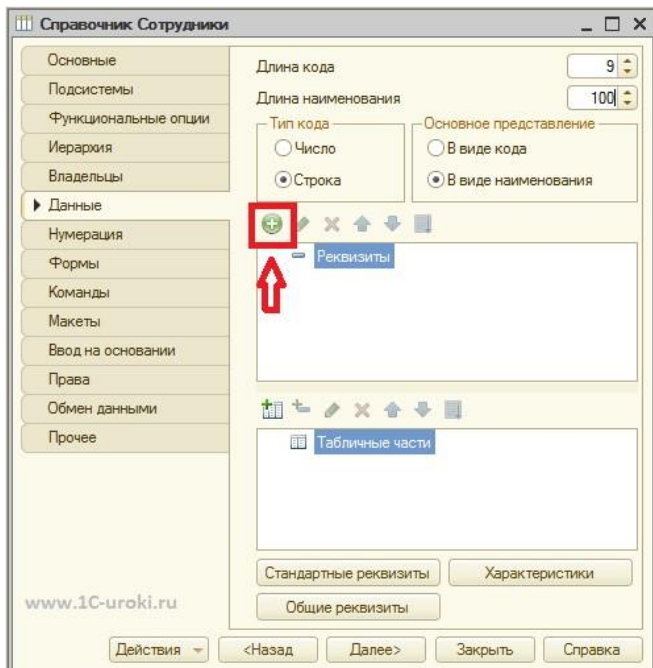 Справочник Сотрудники
Основные
Подсистемы
Функциональные опции
Иерархия
Владельцы
Данные
Нумерация
Формы
Команды
Макеты
Ввод на основании
Права
Обмен данными
Прочее
Длина кода 9
Длина наименования 100
Тип кода
Число
Строка
Основное представление
В виде кода
В виде наименования
Реквизиты
Табличные части
Стандартные реквизиты Характеристики
Общие реквизиты
www.1C-uroki.ru
Действия <Назад Далее> Закрыть Справка